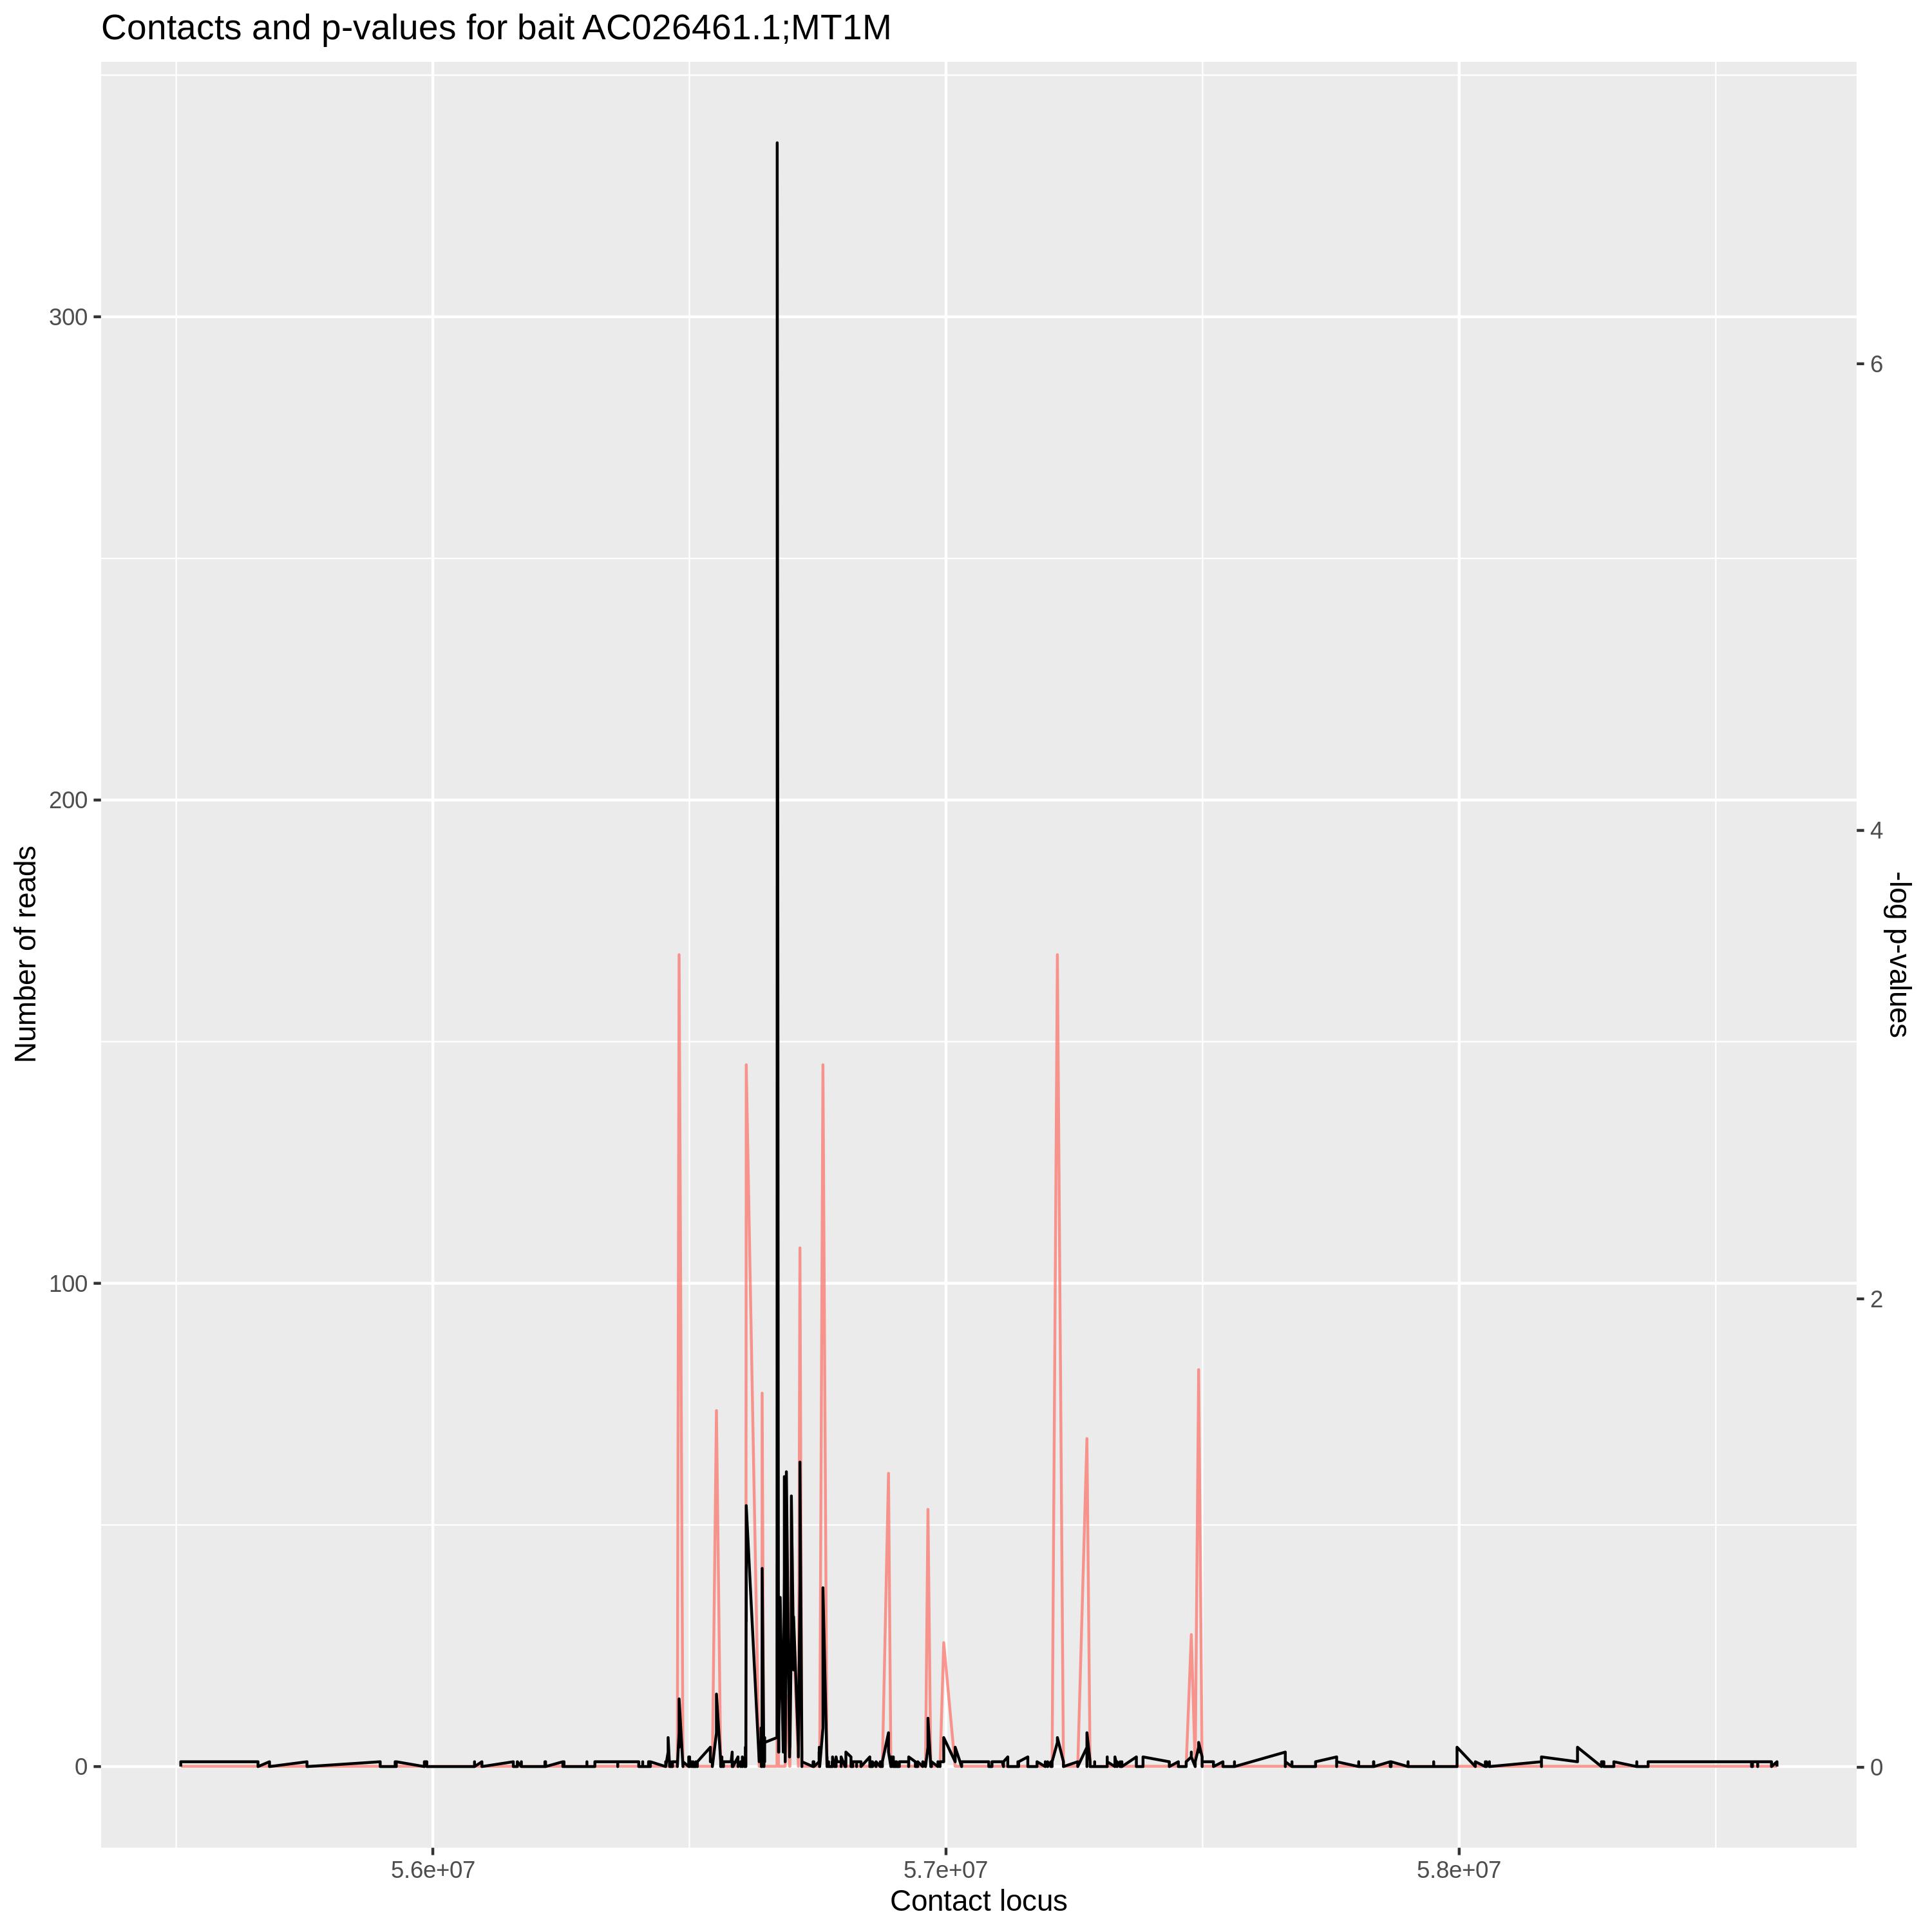 Contacts and p-values for bait AC026461.1;MT1M
300
200
100
0
6
4
2
0
Number of reads
-log p-values
5.6e+07
5.7e+07
5.8e+07
Contact locus